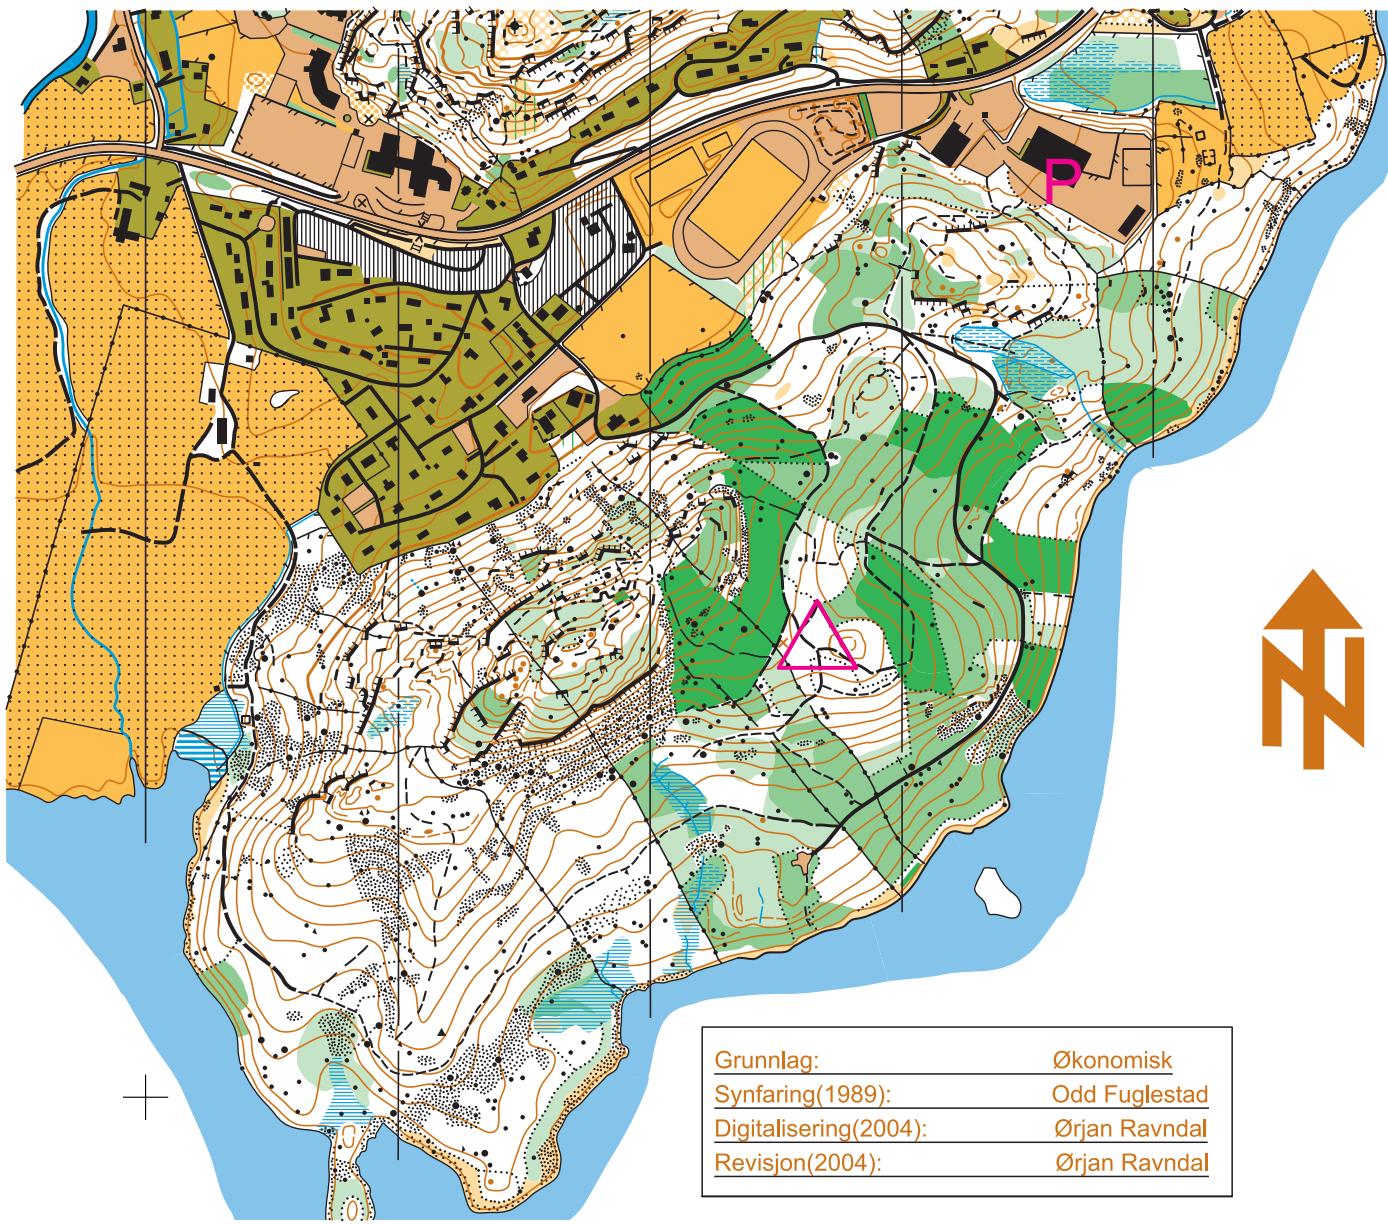 P
N
Grunnlag: Økonomisk
Synfaring(1989): Odd Fuglestad
Digitalisering(2004): Ørjan Ravndal
Revisjon(2004): Ørjan Ravndal